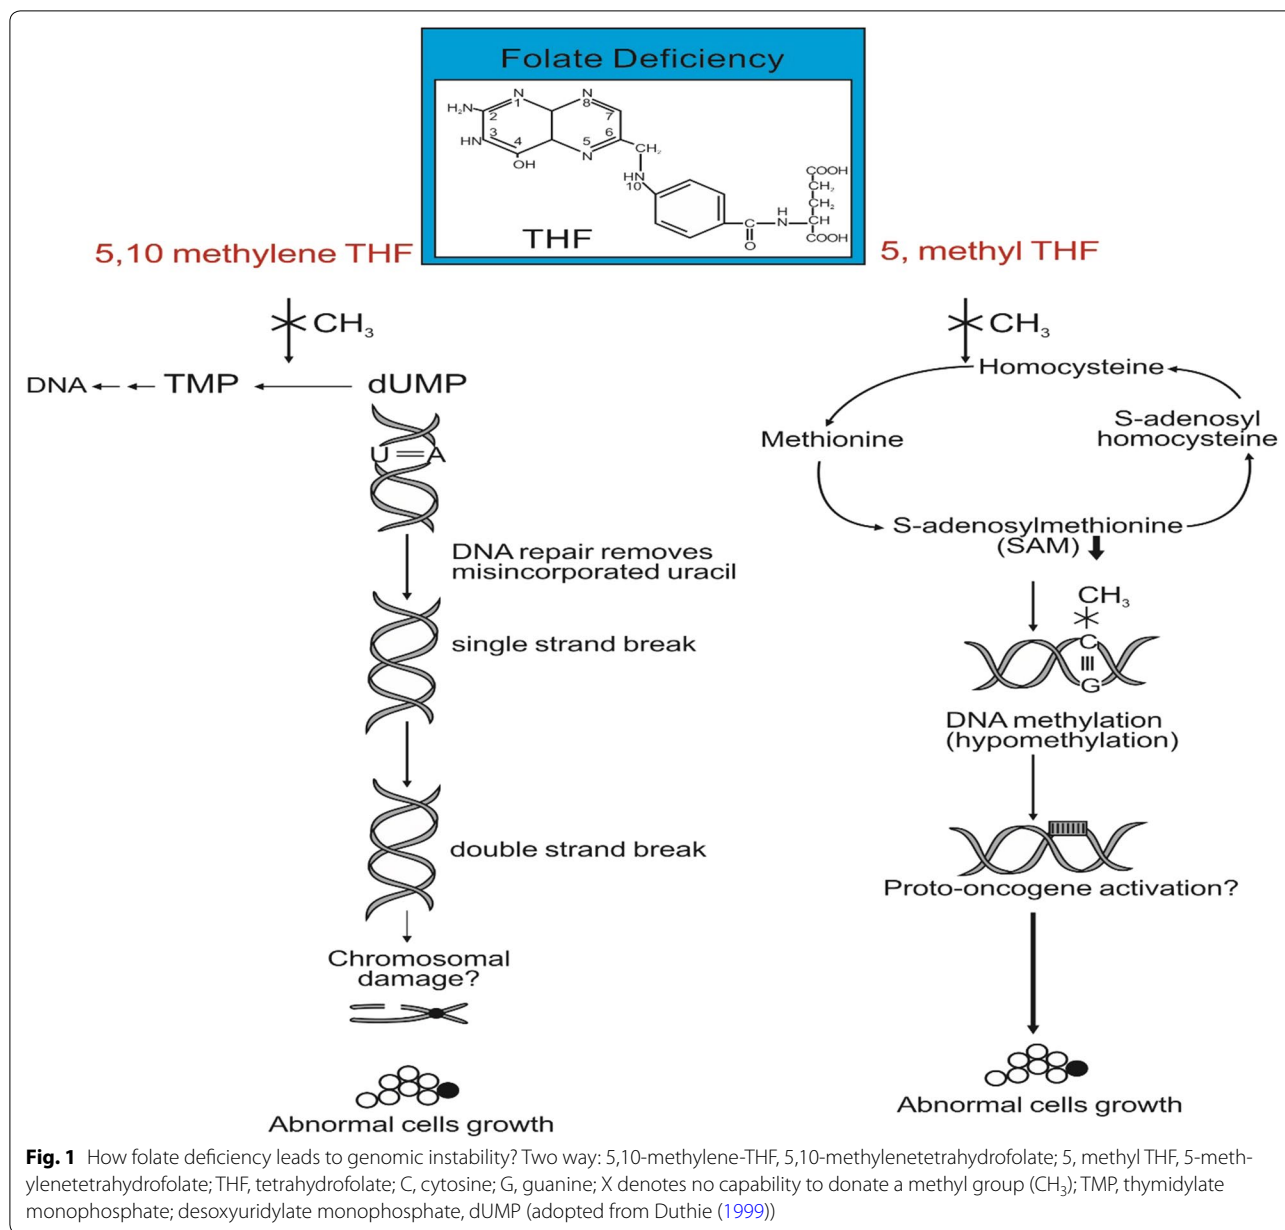 Folate Deficiency
N
1
N
8
H₂N
2
7
HN
3
4
5
6
N
OH
CH₂
HN
10
COOH
CH₂
CH₂
H
C
N
CH
O
COOH
THF
5,10 methylene THF
CH₃
DNA
TMP
dUMP
U
A
DNA repair removes
misincorporated uracil
single strand break
double strand break
Chromosomal
damage?
Abnormal cells growth
5, methyl THF
CH₃
Homocysteine
Methionine
S-adenosyl
homocysteine
S-adenosylmethionine
(SAM)
CH₃
C
G
DNA methylation
(hypomethylation)
Proto-oncogene activation?
Abnormal cells growth
Fig. 1 How folate deficiency leads to genomic instability? Two way: 5,10-methylene-THF, 5,10-methylenetetrahydrofolate; 5, methyl THF, 5-meth-
ylenetetrahydrofolate; THF, tetrahydrofolate; C, cytosine; G, guanine; X denotes no capability to donate a methyl group (CH₃); TMP, thymidylate
monophosphate; desoxyuridylate monophosphate, dUMP (adopted from Duthie (1999))